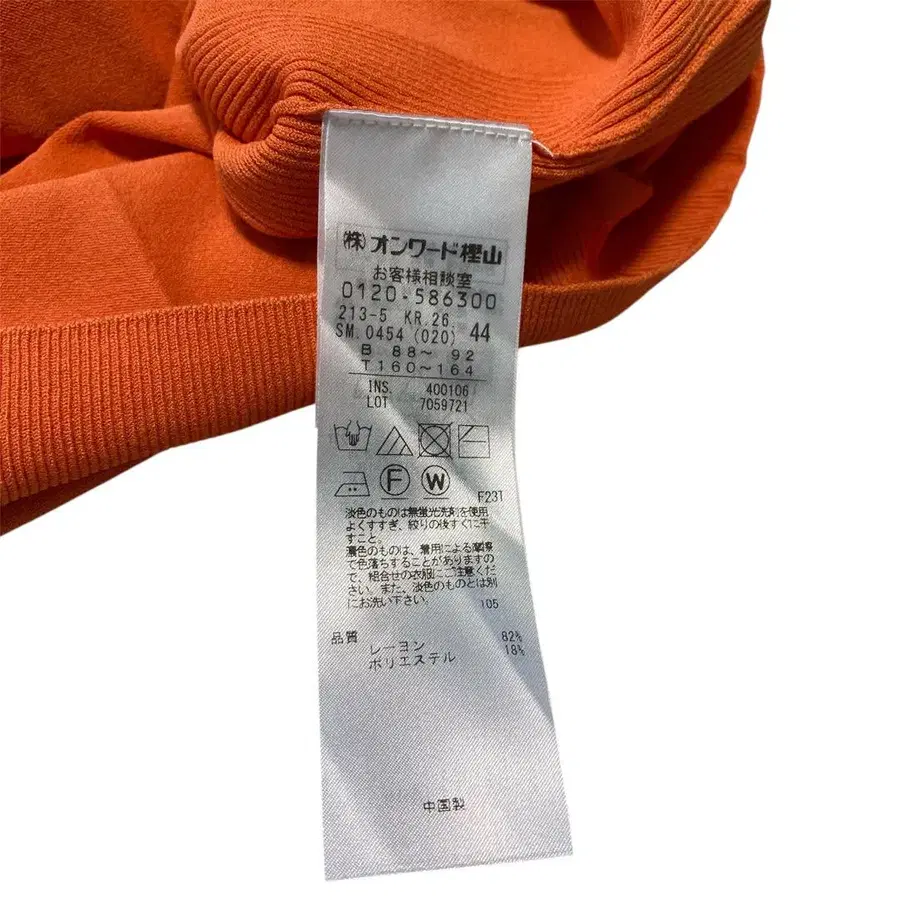 (株)オンワード樫山
お客様相談室
0120-586300
213-5 KR.26
SM.0454 (020) 44
B 88～ 92
T160～164
INS. 400106
LOT 7059721
F W F23T
淡色のものは無蛍光洗剤を使用
よくすすぎ、絞りの後すぐに干
すこと。
濃色のものは、着用による摩擦
で色落ちすることがありますの
で、組合せの衣服にご注意くだ
さい。また、淡色のものとは別
にお洗い下さい。 105
品質
レーヨン 82%
ポリエステル 18%
中国製